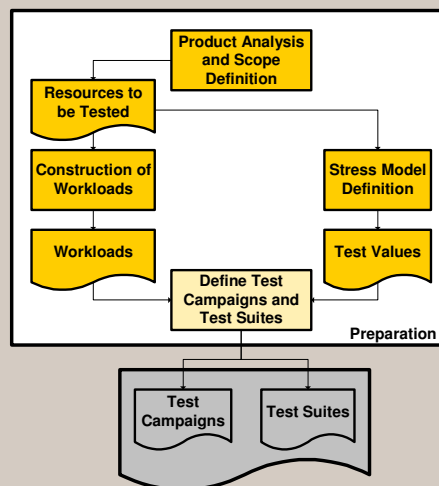 Product Analysis
and Scope
Definition
Resources to
be Tested
Construction of
Workloads
Stress Model
Definition
Workloads
Test Values
Define Test
Campaigns and
Test Suites
Preparation
Test
Campaigns
Test Suites